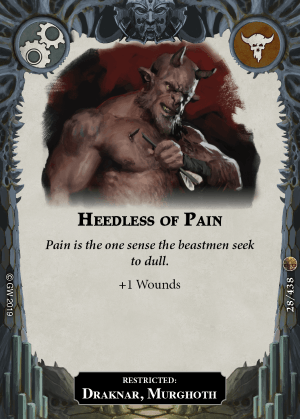 Heedless of Pain
Pain is the one sense the beastmen seek
to dull.
+1 Wounds
© GW 2019
28/438
RESTRICTED:
Draknar, Murghoth